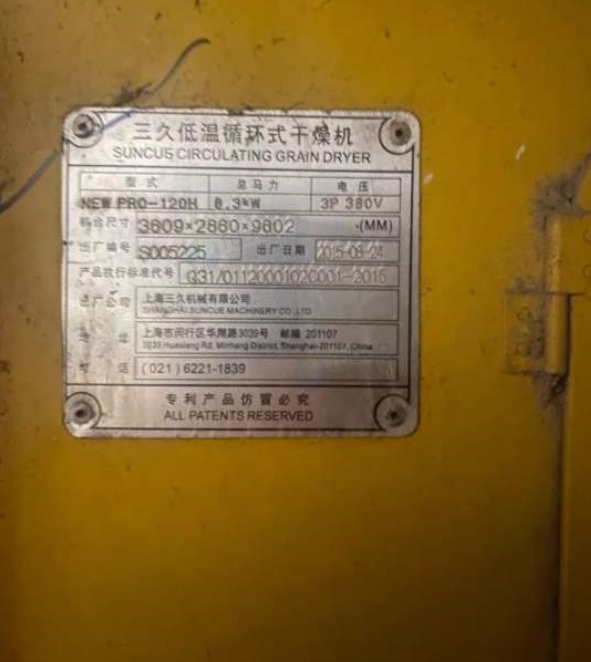 三久低温循环式干燥机
SUNCUE CIRCULATING GRAIN DRYER
型式 总马力 电压
NEW PRO-120H 8.3kW 3P 380V
机台尺寸 3609×2860×9602 (MM)
出厂编号 S005225 出厂日期 2015-08-24
产品执行标准代号 Q31/0112000102C001-2015
公司 上海三久机械有限公司
SHANGHAI SUNCUE MACHINERY CO.,LTD
地址 上海市闵行区华翔路3039号 邮编 201107
3039 Huaxiang Rd, Minhang District, Shanghai-201107, China
电话 (021) 6221-1839
专利产品仿冒必究
ALL PATENTS RESERVED